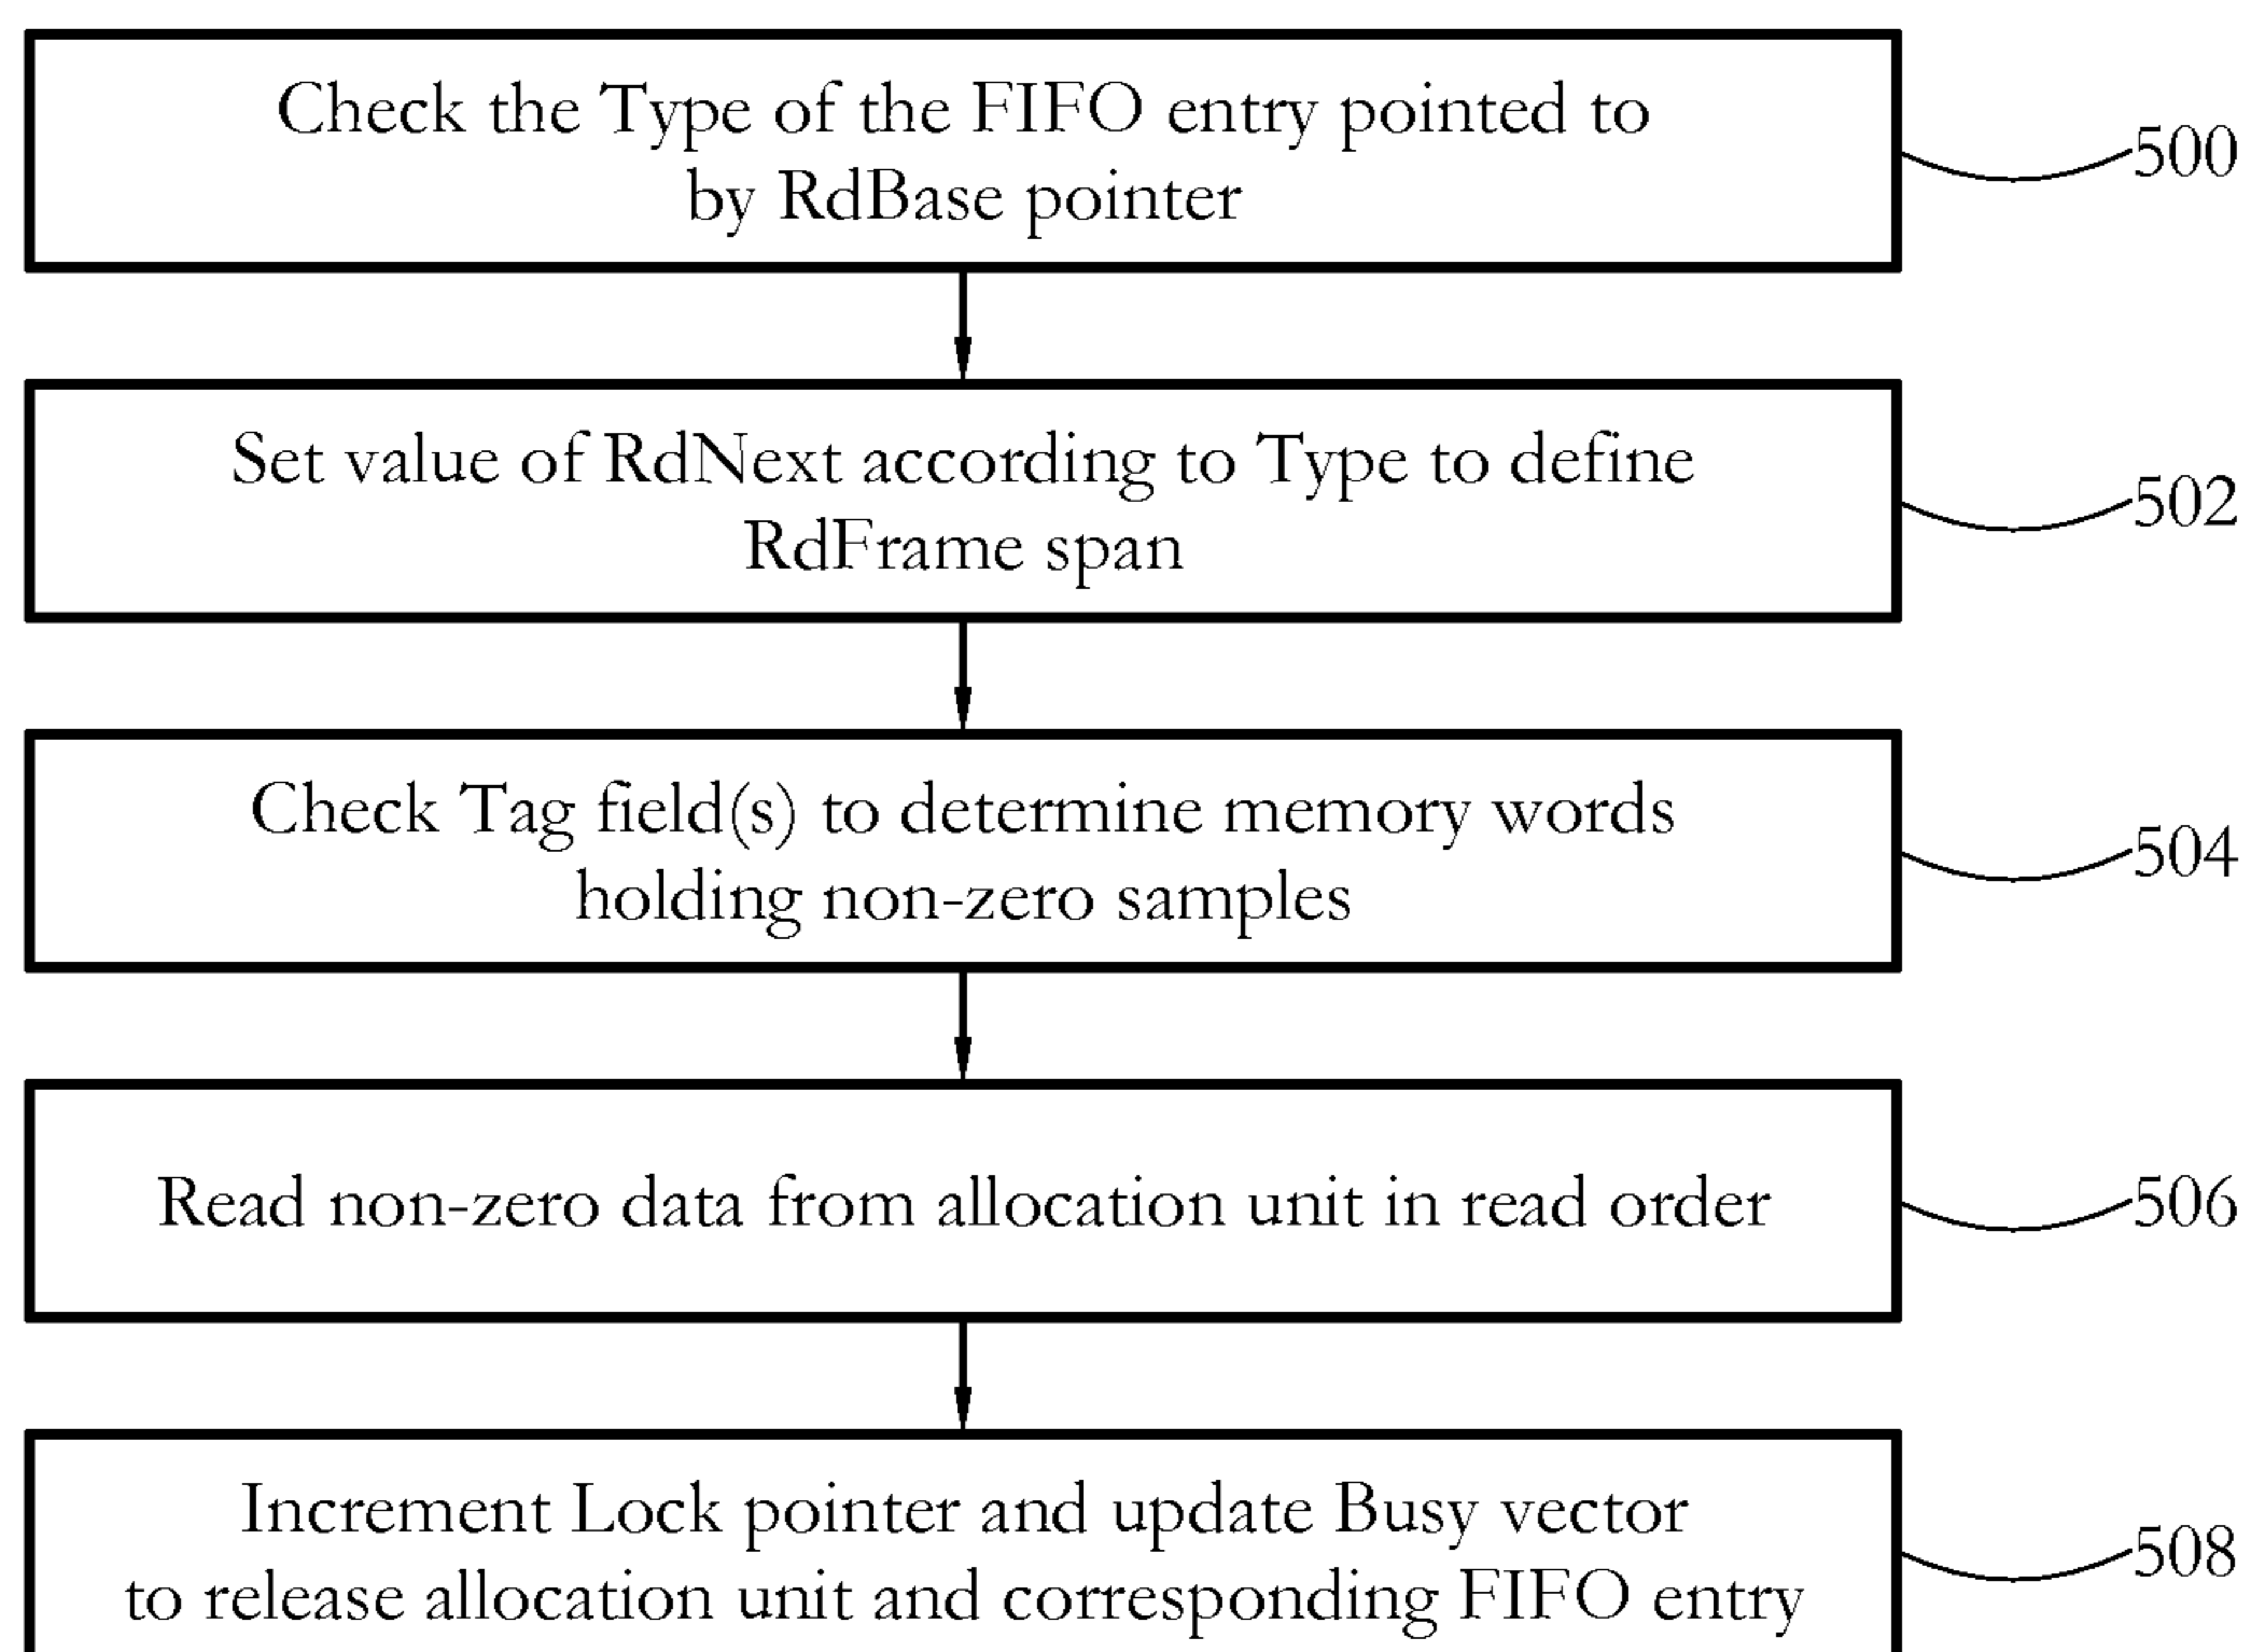 Check the Type of the FIFO entry pointed to
by RdBase pointer
500
Set value of RdNext according to Type to define
RdFrame span
502
Check Tag field(s) to determine memory words
holding non-zero samples
504
Read non-zero data from allocation unit in read order
506
Increment Lock pointer and update Busy vector
to release allocation unit and corresponding FIFO entry
508